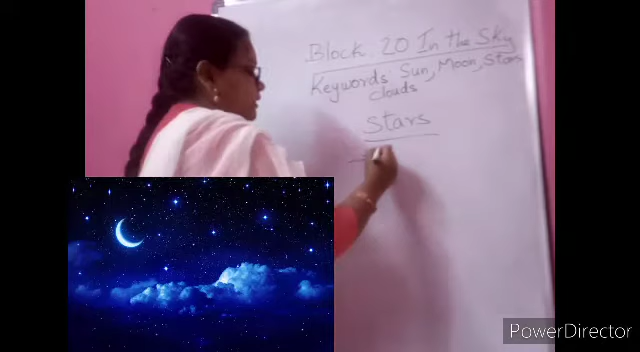 Block 20 In the Sky
Keywords Sun, Moon, Stars
clouds
Stars
PowerDirector